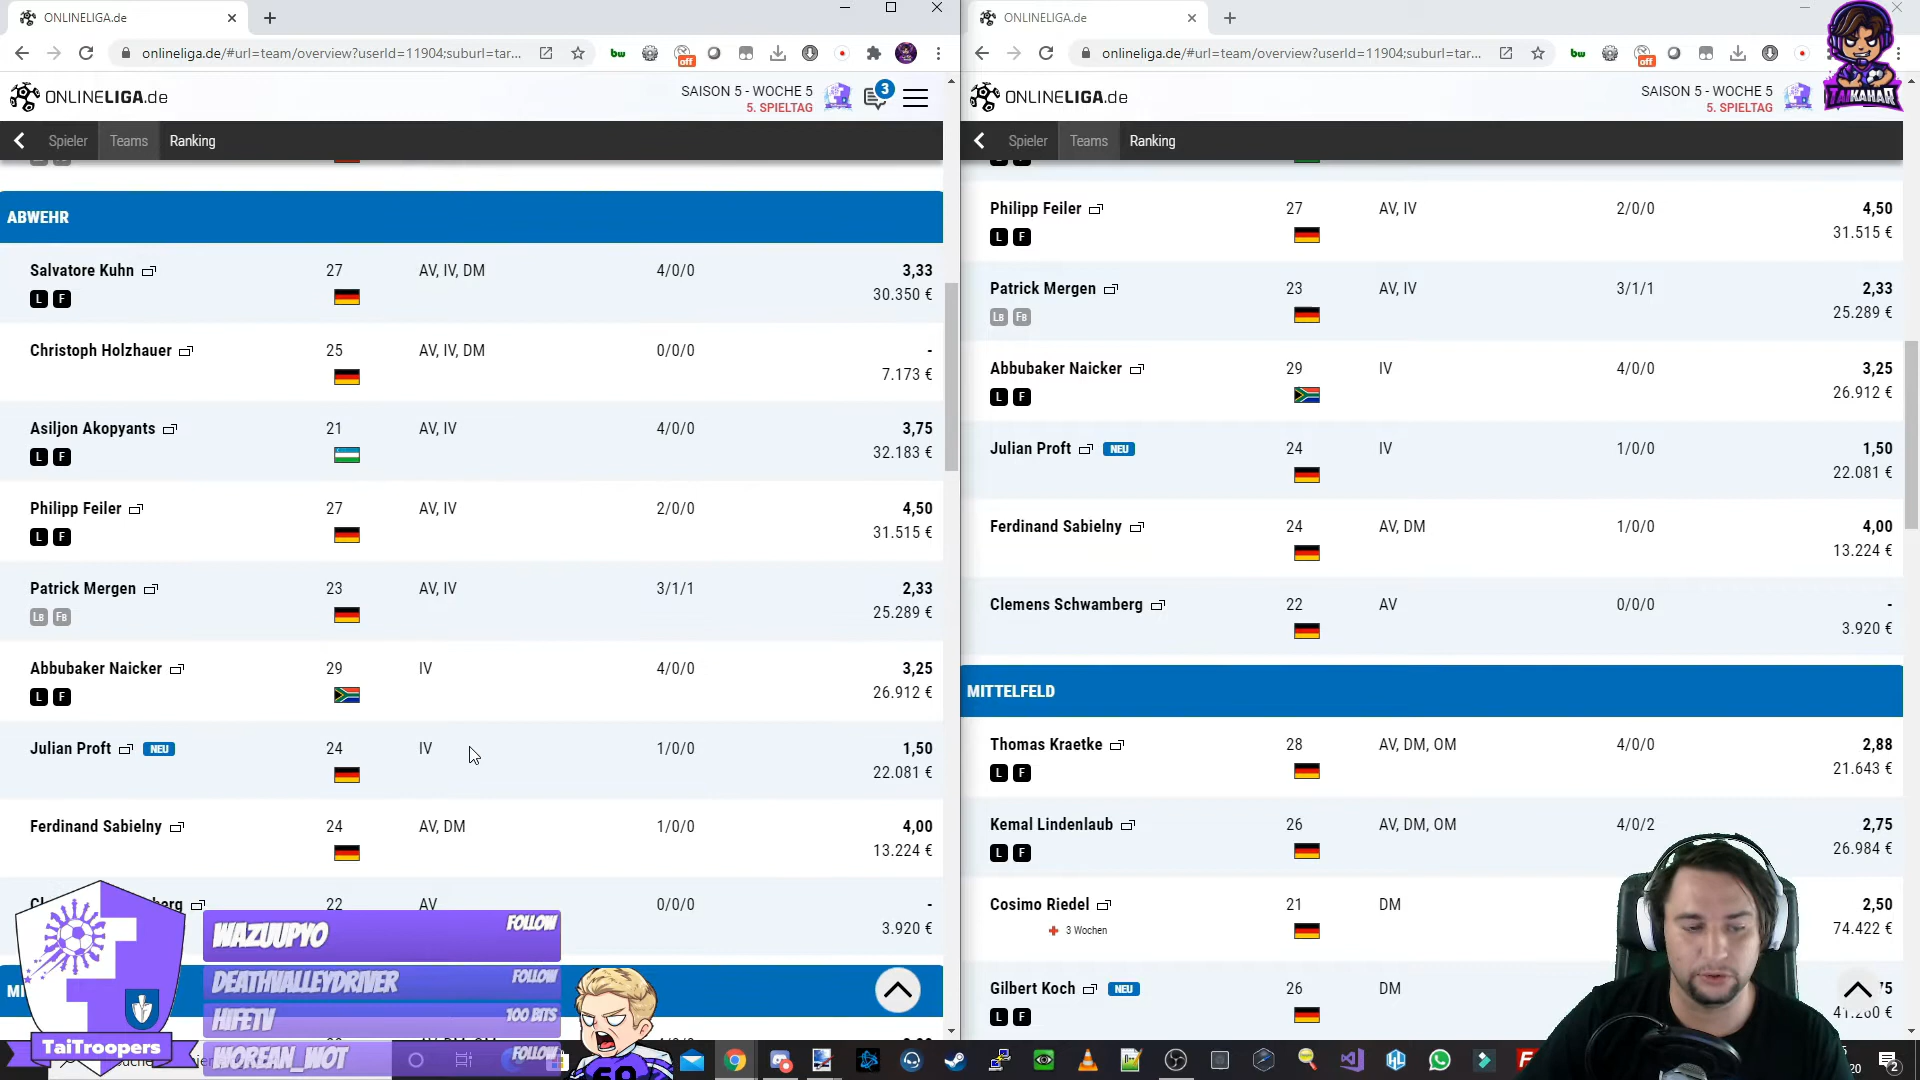 ONLINELIGA.de
onlineliga.de/#url=team/overview?userId=11904;suburl=tar...
off
ONLINELIGA.de
SAISON 5 - WOCHE 5
5. SPIELTAG
3
Spieler Teams Ranking
ABWEHR
Salvatore Kuhn 27 AV, IV, DM 4/0/0 3,33
L F 30.350 €
Christoph Holzhauer 25 AV, IV, DM 0/0/0 -
7.173 €
Asiljon Akopyants 21 AV, IV 4/0/0 3,75
L F 32.183 €
Philipp Feiler 27 AV, IV 2/0/0 4,50
L F 31.515 €
Patrick Mergen 23 AV, IV 3/1/1 2,33
LB FB 25.289 €
Abbubaker Naicker 29 IV 4/0/0 3,25
L F 26.912 €
Julian Proft NEU 24 IV 1/0/0 1,50
22.081 €
Ferdinand Sabielny 24 AV, DM 1/0/0 4,00
13.224 €
22 AV 0/0/0 -
3.920 €
WAZUUPYO FOLLOW
DEATHVALLEYDRIVER FOLLOW
HIFETV 100 BITS
WOREAN_WOT FOLLOW
TaiTroopers
ONLINELIGA.de
onlineliga.de/#url=team/overview?userId=11904;suburl=tar...
off
TAIKAHAR
ONLINELIGA.de
SAISON 5 - WOCHE 5
5. SPIELTAG
Spieler Teams Ranking
Philipp Feiler 27 AV, IV 2/0/0 4,50
L F 31.515 €
Patrick Mergen 23 AV, IV 3/1/1 2,33
LB FB 25.289 €
Abbubaker Naicker 29 IV 4/0/0 3,25
L F 26.912 €
Julian Proft NEU 24 IV 1/0/0 1,50
22.081 €
Ferdinand Sabielny 24 AV, DM 1/0/0 4,00
13.224 €
Clemens Schwamberg 22 AV 0/0/0 -
3.920 €
MITTELFELD
Thomas Kraetke 28 AV, DM, OM 4/0/0 2,88
L F 21.643 €
Kemal Lindenlaub 26 AV, DM, OM 4/0/2 2,75
L F 26.984 €
Cosimo Riedel 21 DM 2,50
3 Wochen 74.422 €
Gilbert Koch NEU 26 DM
L F
2